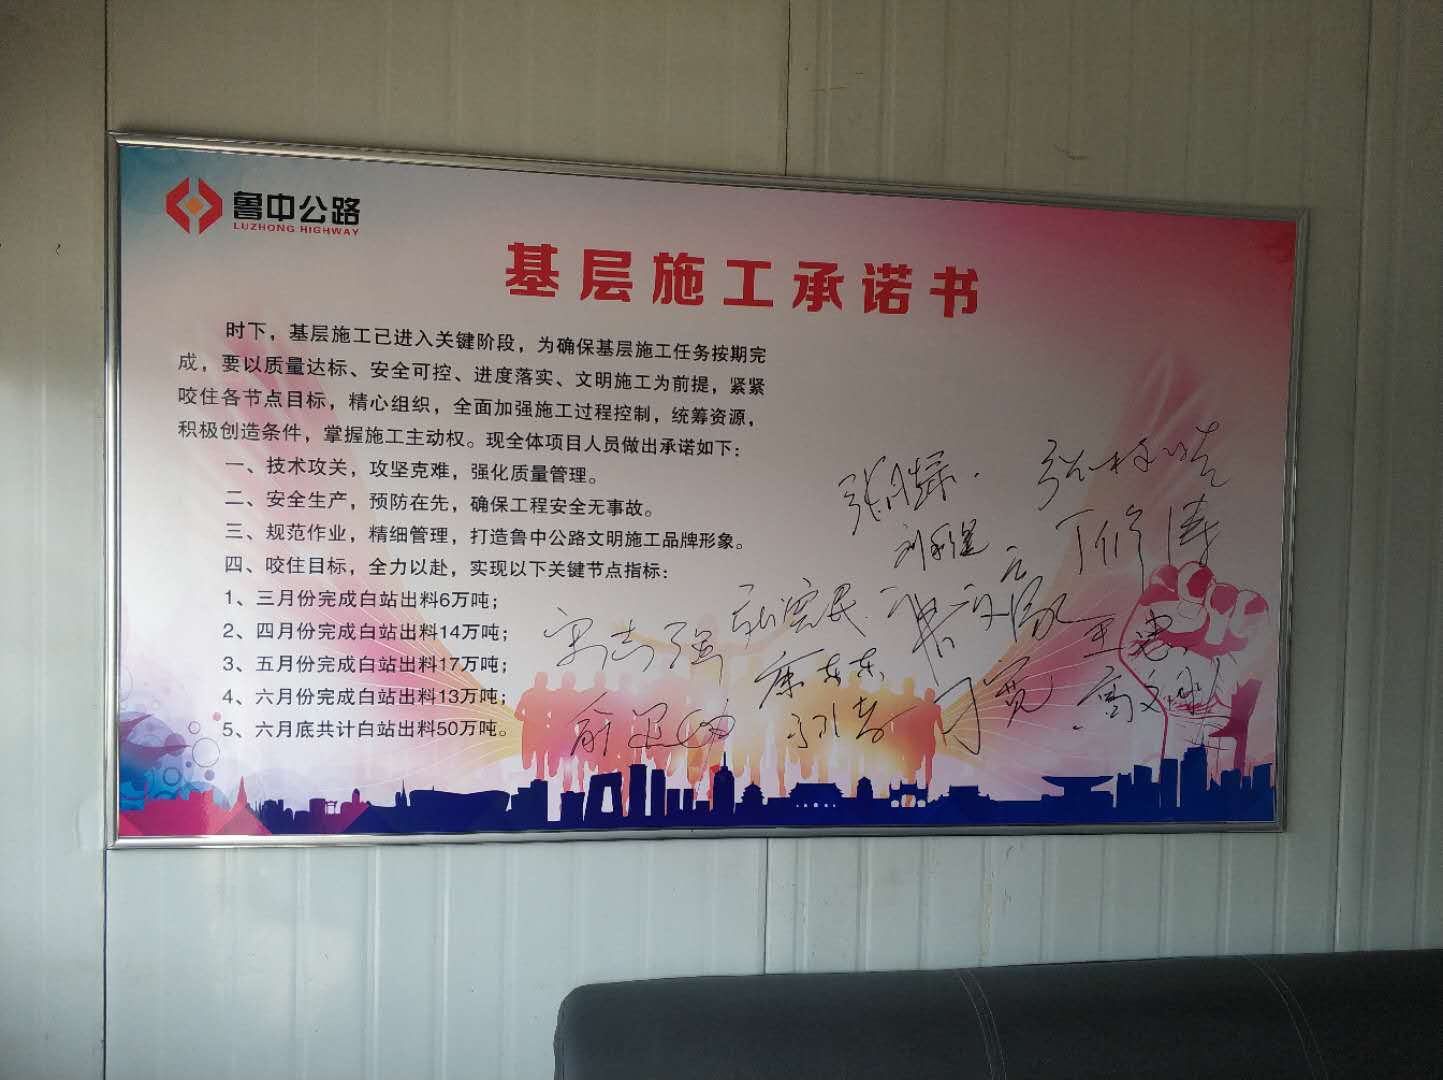 鲁中公路
LUZHONG HIGHWAY
基层施工承诺书
时下，基层施工已进入关键阶段，为确保基层施工任务按期完
成，要以质量达标、安全可控、进度落实、文明施工为前提，紧紧
咬住各节点目标，精心组织，全面加强施工过程控制，统筹资源，
积极创造条件，掌握施工主动权。现全体项目人员做出承诺如下：
一、技术攻关，攻坚克难，强化质量管理。
二、安全生产，预防在先，确保工程安全无事故。
三、规范作业，精细管理，打造鲁中公路文明施工品牌形象。
四、咬住目标，全力以赴，实现以下关键节点指标：
1、三月份完成白站出料6万吨；
2、四月份完成白站出料14万吨；
3、五月份完成白站出料17万吨；
4、六月份完成白站出料13万吨；
5、六月底共计白站出料50万吨。
丁修涛
宋志强